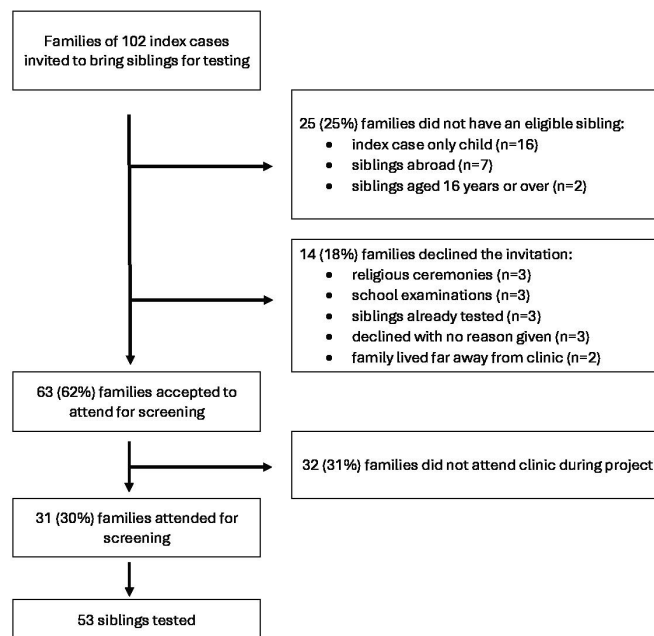 Families of 102 index cases
invited to bring siblings for testing
25 (25%) families did not have an eligible sibling:
• index case only child (n=16)
• siblings abroad (n=7)
• siblings aged 16 years or over (n=2)
14 (18%) families declined the invitation:
• religious ceremonies (n=3)
• school examinations (n=3)
• siblings already tested (n=3)
• declined with no reason given (n=3)
• family lived far away from clinic (n=2)
63 (62%) families accepted to
attend for screening
32 (31%) families did not attend clinic during project
31 (30%) families attended for
screening
53 siblings tested